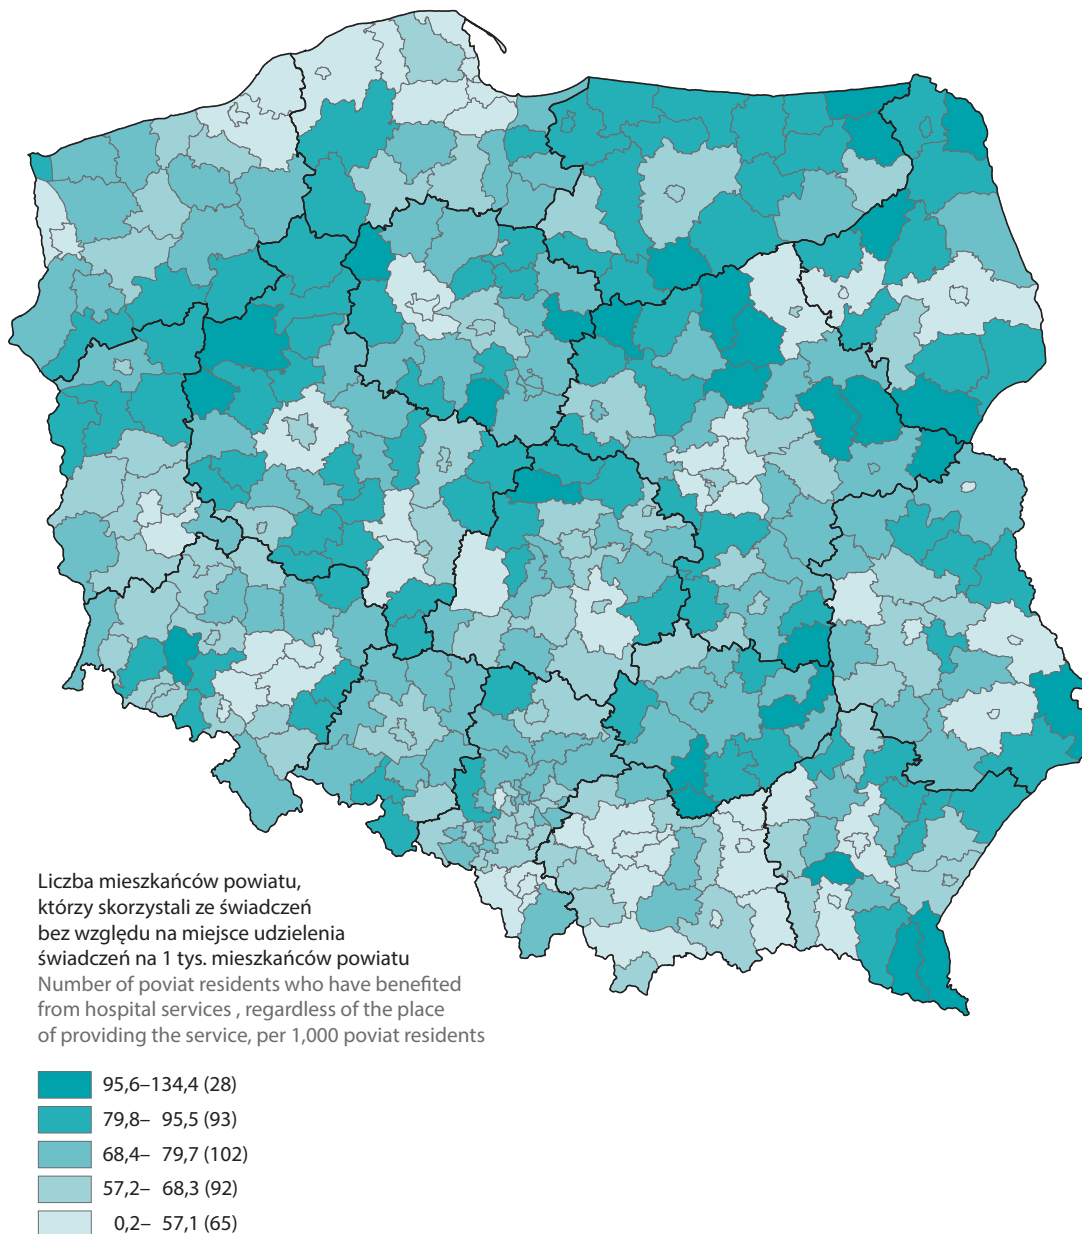 Liczba mieszkańców powiatu,
którzy skorzystali ze świadczeń
bez względu na miejsce udzielenia
świadczeń na 1 tys. mieszkańców powiatu
Number of poviat residents who have benefited
from hospital services , regardless of the place
of providing the service, per 1,000 poviat residents
95,6–134,4 (28)
79,8– 95,5 (93)
68,4– 79,7 (102)
57,2– 68,3 (92)
0,2– 57,1 (65)